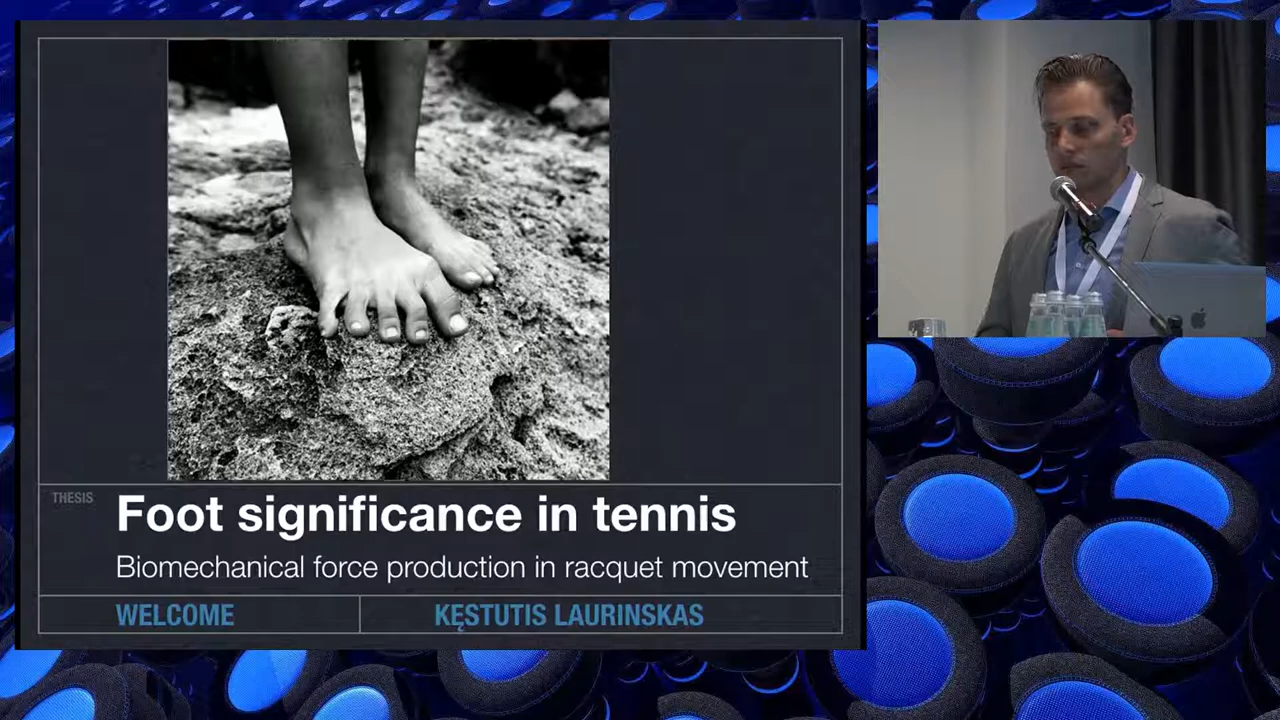 THESIS
Foot significance in tennis
Biomechanical force production in racquet movement
WELCOME
KĘSTUTIS LAURINSKAS